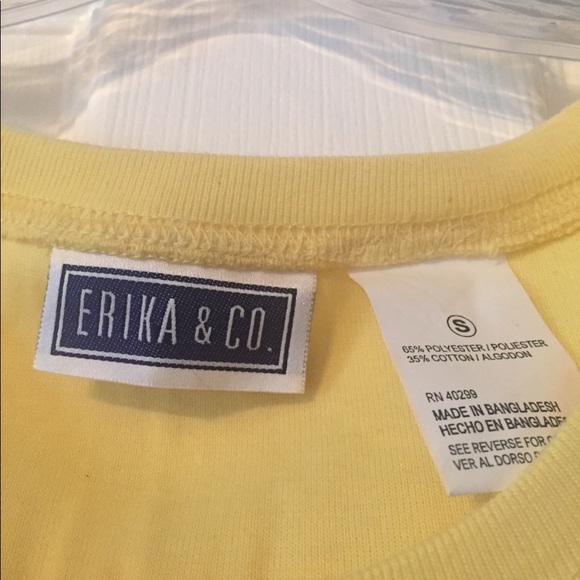 ERIKA & CO.
S
65% POLYESTER / POLIESTER
35% COTTON / ALGODON
RN 40299
MADE IN BANGLADESH
HECHO EN
SEE REVERSE FOR
VER AL DORSO